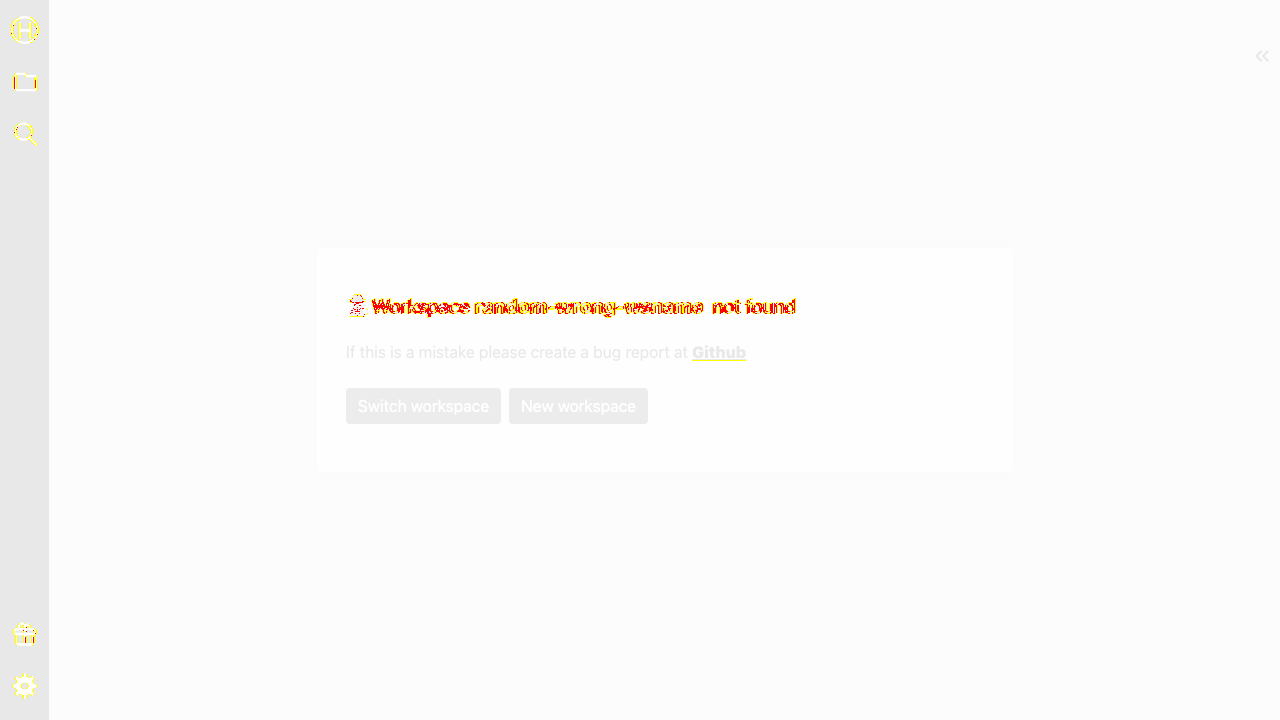 Workspace random-wrong-wsname not found
If this is a mistake please create a bug report at Github
Switch workspace
New workspace